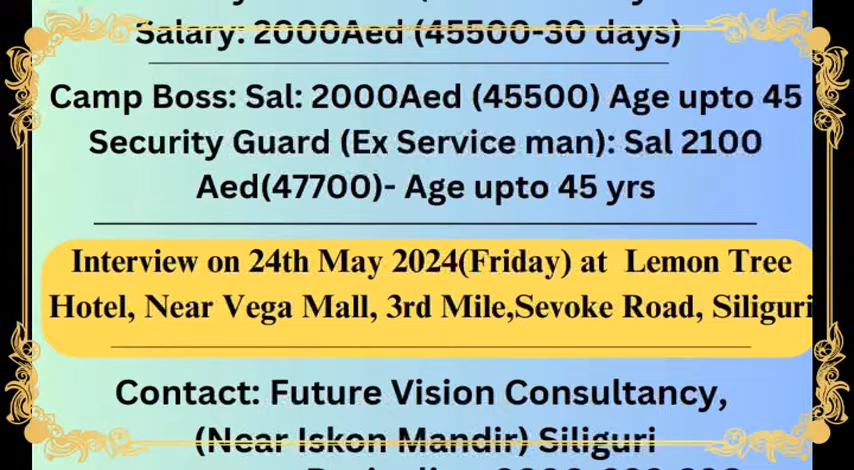 Salary: 2000Aed (45500-30 days)
Camp Boss: Sal: 2000Aed (45500) Age upto 45
Security Guard (Ex Service man): Sal 2100
Aed(47700)- Age upto 45 yrs
Interview on 24th May 2024(Friday) at Lemon Tree
Hotel, Near Vega Mall, 3rd Mile,Sevoke Road, Siliguri
Contact: Future Vision Consultancy,
(Near Iskon Mandir) Siliguri